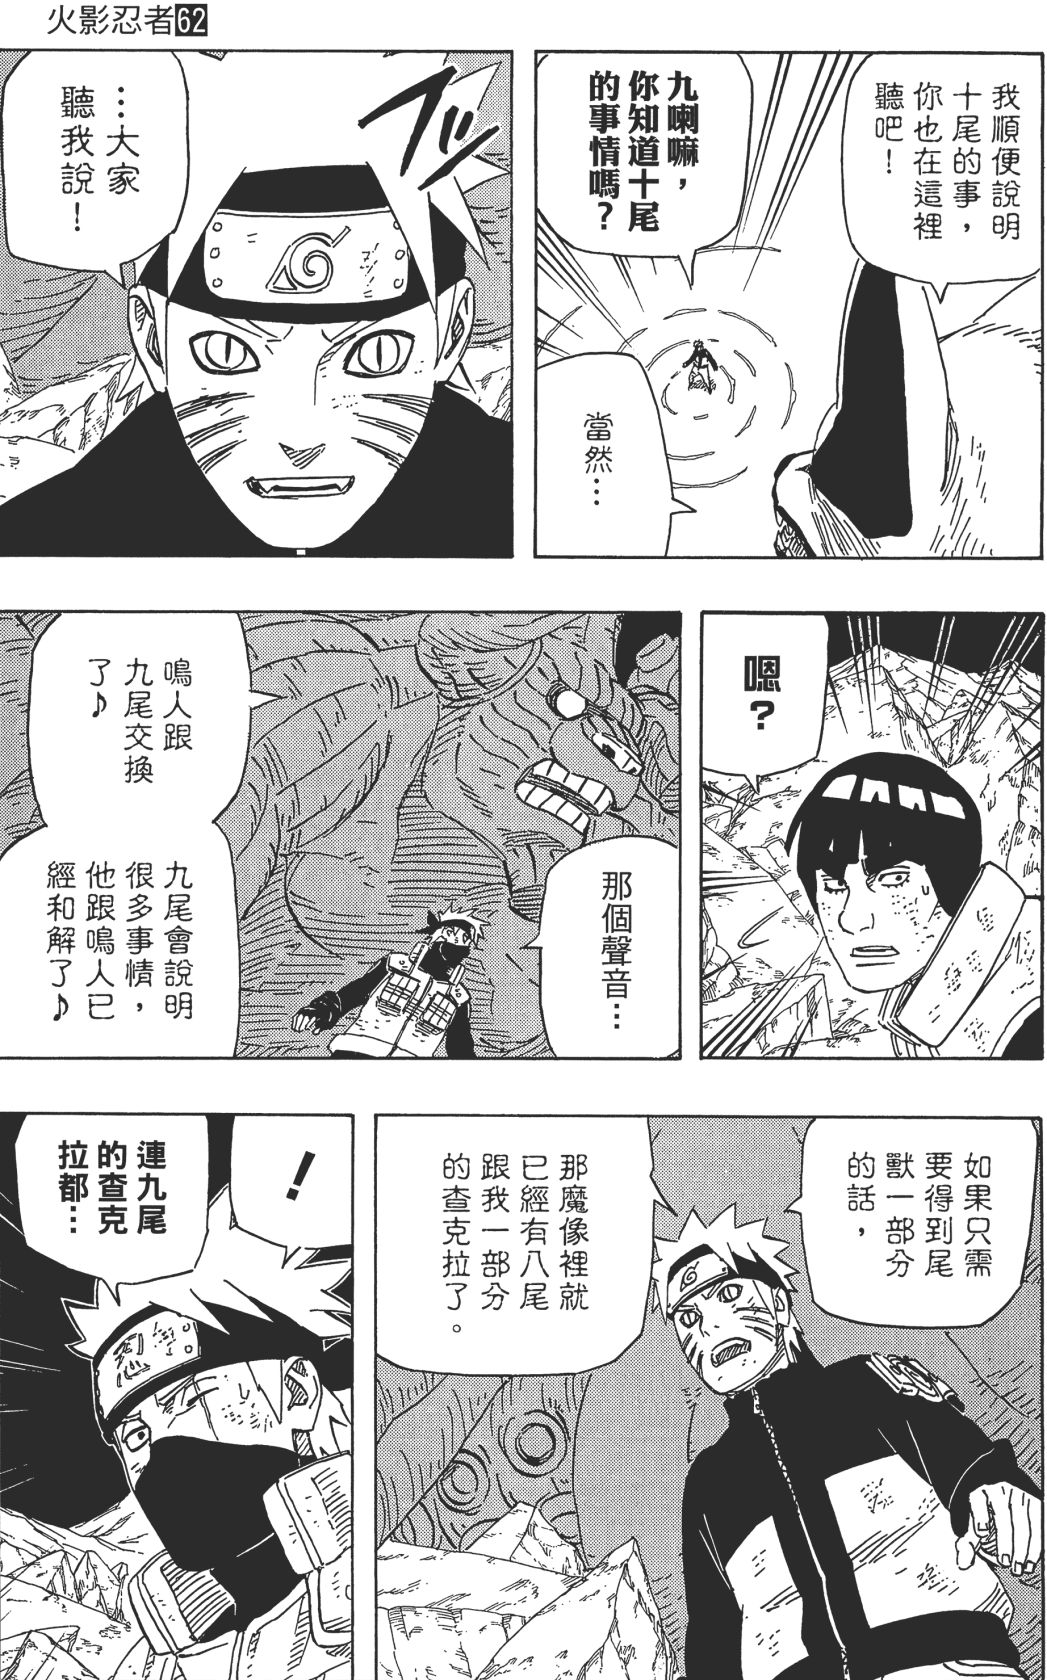 火影忍者62
我順便說明
十尾的事，
你也在這裡
聽吧！
九喇嘛，
你知道十尾
的事情嗎？
當然…
…大家
聽我說！
ブッ
嗯？
那個聲音…
鳴人跟
九尾交換
了♪
九尾會說明
很多事情，
他跟鳴人已
經和解了♪
如果只需
要得到尾
獸一部分
的話，
那魔像裡就
已經有八尾
跟我一部分
的查克拉了。
！
連九尾
的查克
拉都…